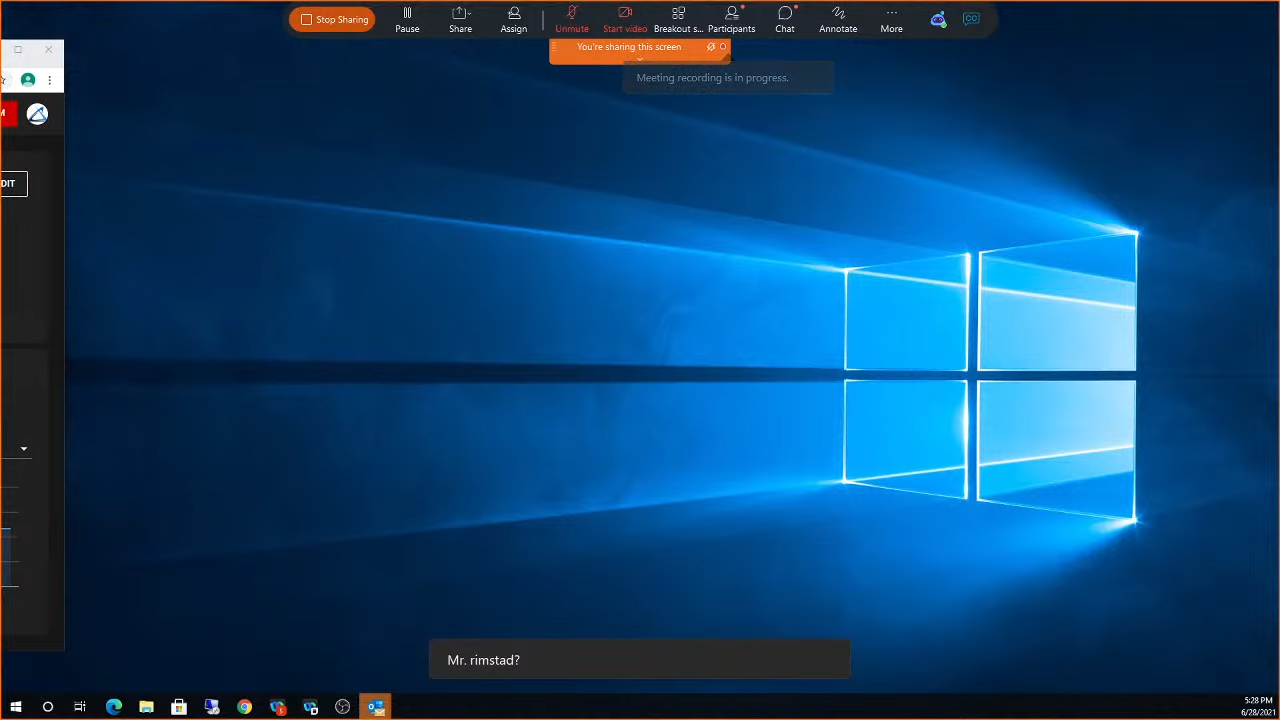 Stop Sharing
Pause
Share
Assign
Unmute
Start video
Breakout s...
Participants
Chat
Annotate
More
CC
You're sharing this screen
Meeting recording is in progress.
M
DIT
Mr. rimstad?
5:28 PM
6/28/2021